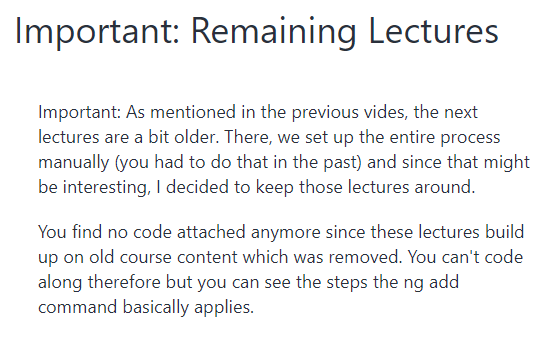 Important: Remaining Lectures
Important: As mentioned in the previous vides, the next
lectures are a bit older. There, we set up the entire process
manually (you had to do that in the past) and since that might
be interesting, I decided to keep those lectures around.
You find no code attached anymore since these lectures build
up on old course content which was removed. You can't code
along therefore but you can see the steps the ng add
command basically applies.